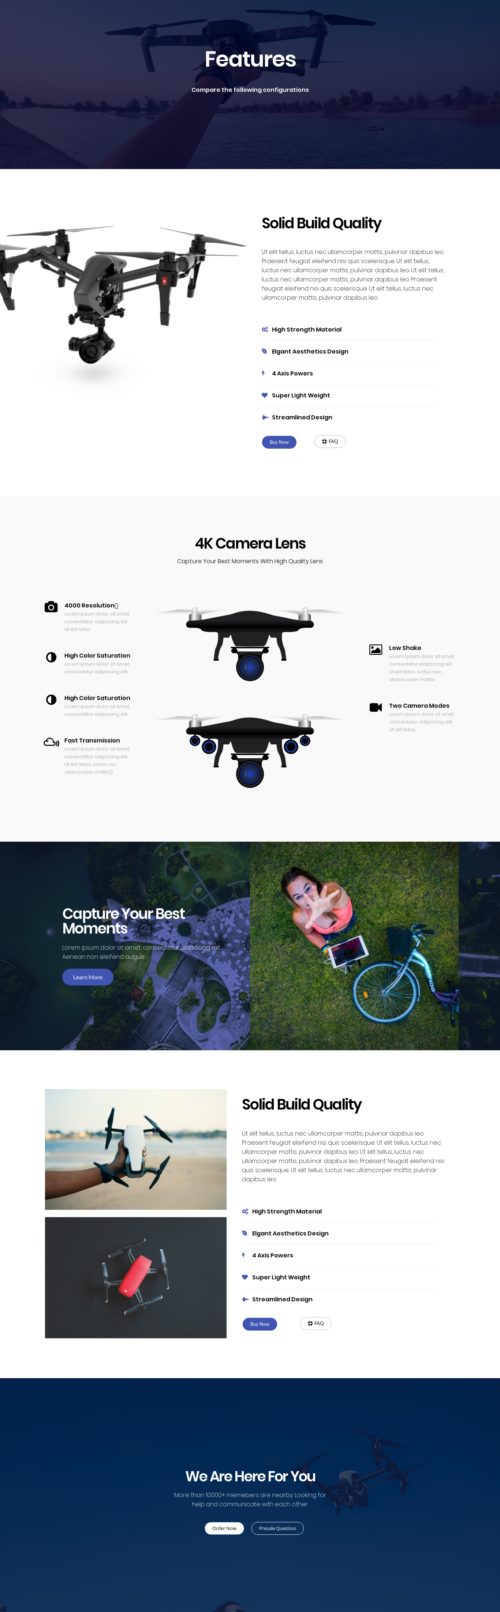 Features
Compare the following configurations
Solid Build Quality
Ut elit tellus, luctus nec ullamcorper mattis, pulvinar dapibus leo.
Praesent feugiat eleifend nisi quis scelerisque. Ut elit tellus,
luctus nec ullamcorper mattis, pulvinar dapibus leo. Ut elit tellus,
luctus nec ullamcorper mattis, pulvinar dapibus leo. Praesent
feugiat eleifend nisi quis scelerisque. Ut elit tellus, luctus nec
ullamcorper mattis, pulvinar dapibus leo.
High Strength Material
Elgant Aesthetics Design
4 Axis Powers
Super Light Weight
Streamlined Design
Buy Now
FAQ
4K Camera Lens
Capture Your Best Moments With High Quality Lens
4000 Resolution
Lorem ipsum dolor sit amet,
consectetur adipiscing elit.
Ut elit tellus
High Color Saturation
Lorem ipsum dolor sit amet,
consectetur adipiscing elit.
High Color Saturation
Lorem ipsum dolor sit amet,
consectetur adipiscing elit.
Fast Transmission
Lorem ipsum dolor sit amet,
consectetur adipiscing elit.
Ut elit tellus, luctus nec
ullamcorper mattis
Low Shake
Lorem ipsum dolor sit amet,
consectetur adipiscing elit.
Ut elit tellus, luctus nec
ullamcorper mattis
Two Camera Modes
Lorem ipsum dolor sit amet,
consectetur adipiscing elit.
Ut elit tellus
Capture Your Best
Moments
Lorem ipsum dolor sit amet, consectetur adipiscing elit.
Aenean non eleifend augue
Learn More
Solid Build Quality
Ut elit tellus, luctus nec ullamcorper mattis, pulvinar dapibus leo.
Praesent feugiat eleifend nisi quis scelerisque. Ut elit tellus, luctus nec
ullamcorper mattis, pulvinar dapibus leo. Ut elit tellus, luctus nec
ullamcorper mattis, pulvinar dapibus leo. Praesent feugiat eleifend nisi
quis scelerisque. Ut elit tellus, luctus nec ullamcorper mattis, pulvinar
dapibus leo.
High Strength Material
Elgant Aesthetics Design
4 Axis Powers
Super Light Weight
Streamlined Design
Buy Now
FAQ
We Are Here For You
More than 10000+ memebers are nearby Looking for
help and communicate with each other
Order Now
Presale Question